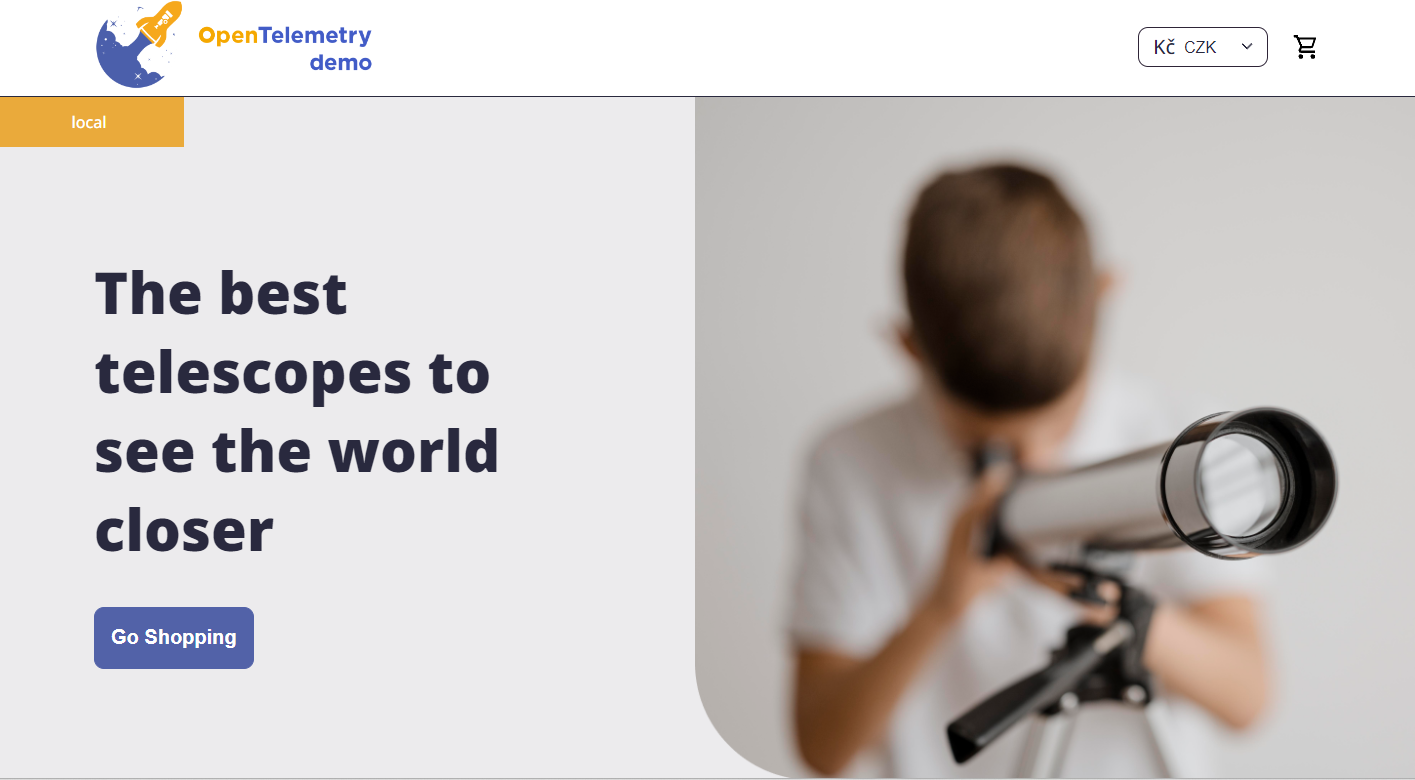 OpenTelemetry
demo
Kč CZK
local
The best
telescopes to
see the world
closer
Go Shopping